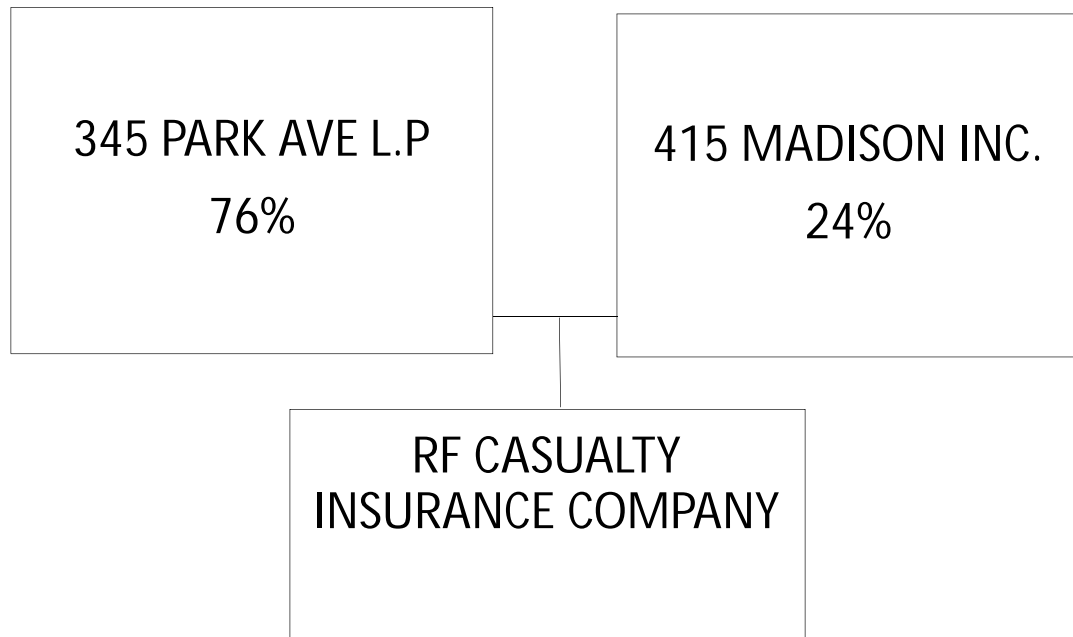 345 PARK AVE L.P
76%
415 MADISON INC.
24%
RF CASUALTY
INSURANCE COMPANY